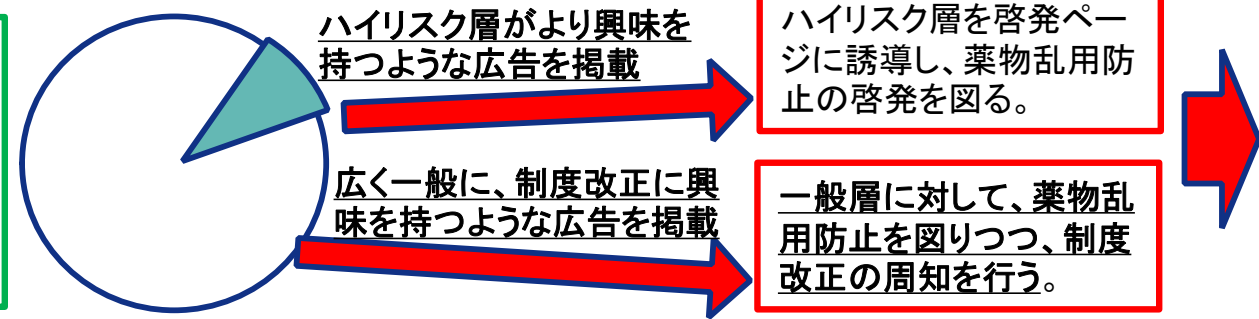 ハイリスク層がより興味を
持つような広告を掲載
ハイリスク層を啓発ペー
ジに誘導し、薬物乱用防
止の啓発を図る。
広く一般に、制度改正に興
味を持つような広告を掲載
一般層に対して、薬物乱
用防止を図りつつ、制度
改正の周知を行う。